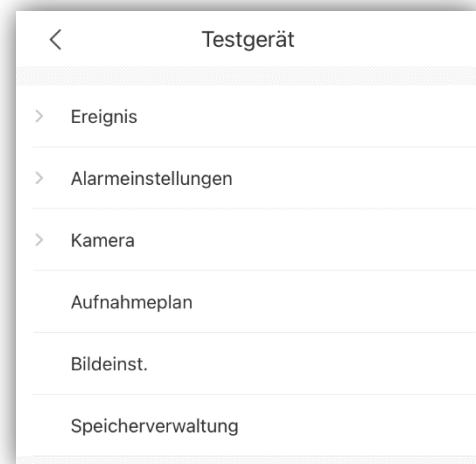 Testgerät
Ereignis
Alarmeinstellungen
Kamera
Aufnahmeplan
Bildeinst.
Speicherverwaltung